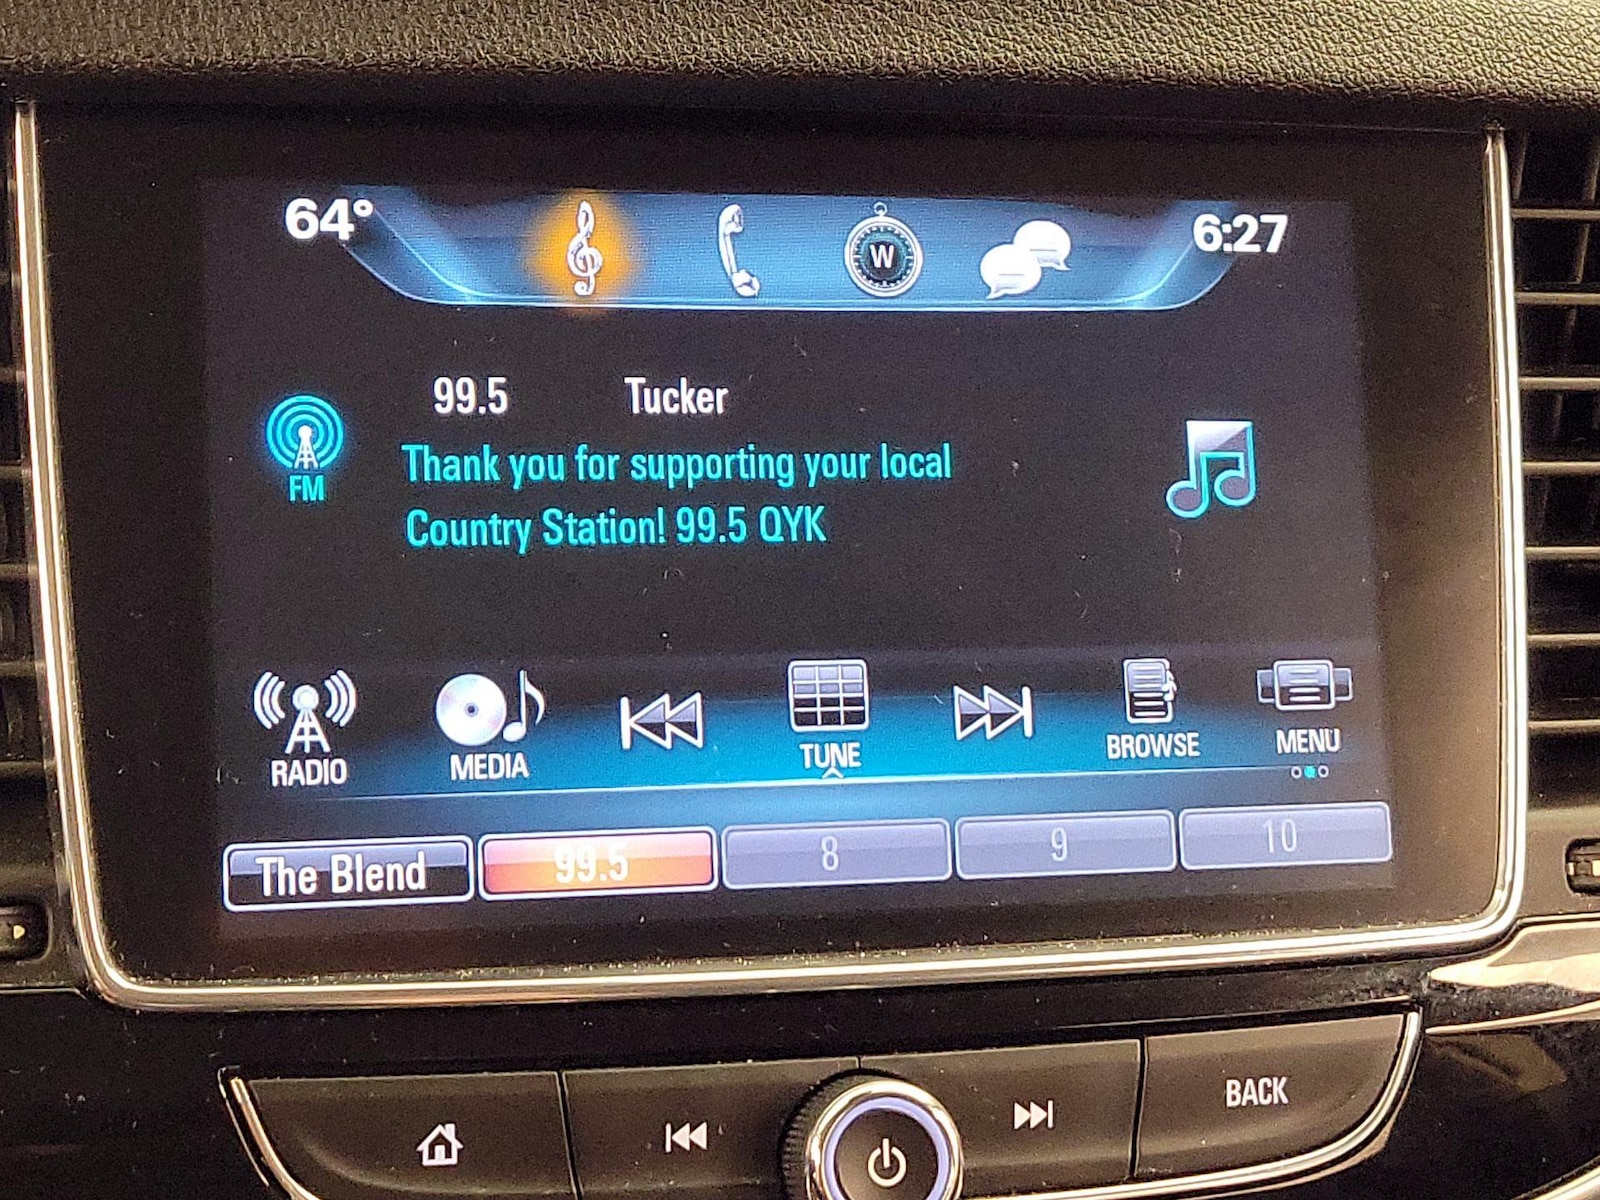 64°
W
6:27
99.5 Tucker
FM
Thank you for supporting your local
Country Station! 99.5 QYK
RADIO
MEDIA
TUNE
BROWSE
MENU
The Blend
99.5
8
9
10
BACK